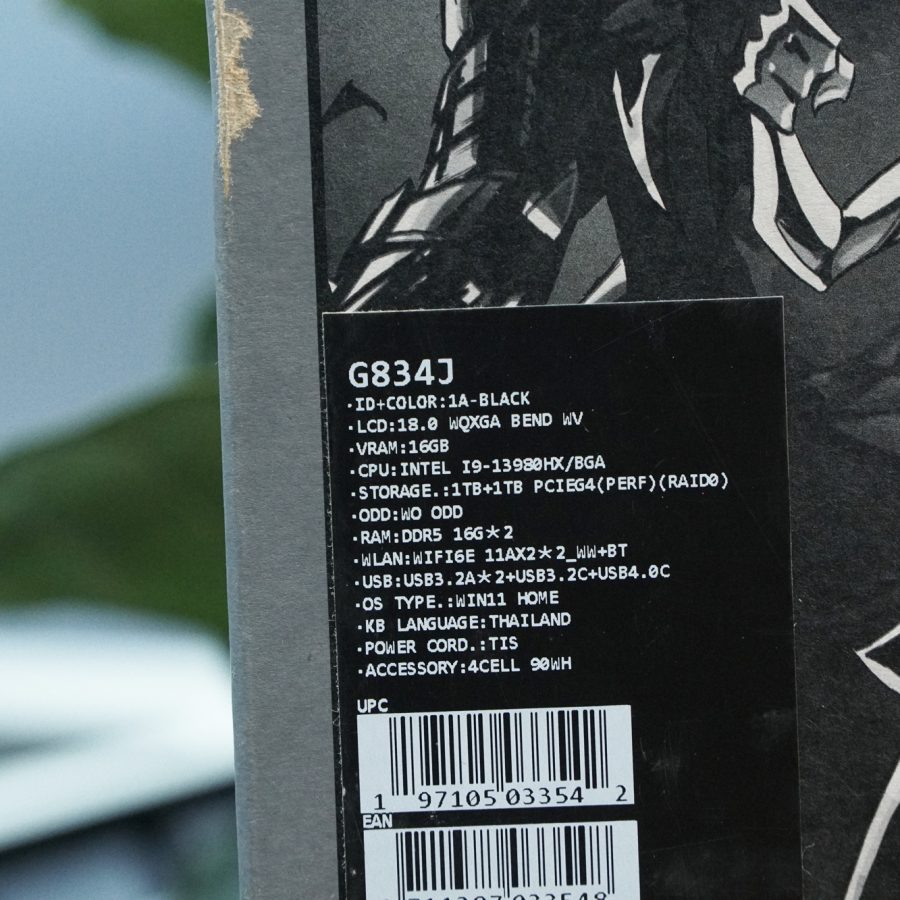 G834J
·ID+COLOR:1A-BLACK
·LCD:18.0 WQXGA BEND WV
·VRAM:16GB
·CPU:INTEL I9-13980HX/BGA
·STORAGE.:1TB+1TB PCIEG4(PERF)(RAID0)
·ODD:WO ODD
·RAM:DDR5 16G*2
·WLAN:WIFI6E 11AX2*2_WW+BT
·USB:USB3.2A*2+USB3.2C+USB4.0C
·OS TYPE.:WIN11 HOME
·KB LANGUAGE:THAILAND
·POWER CORD.:TIS
·ACCESSORY:4CELL 90WH
UPC
1 97105 03354 2
EAN